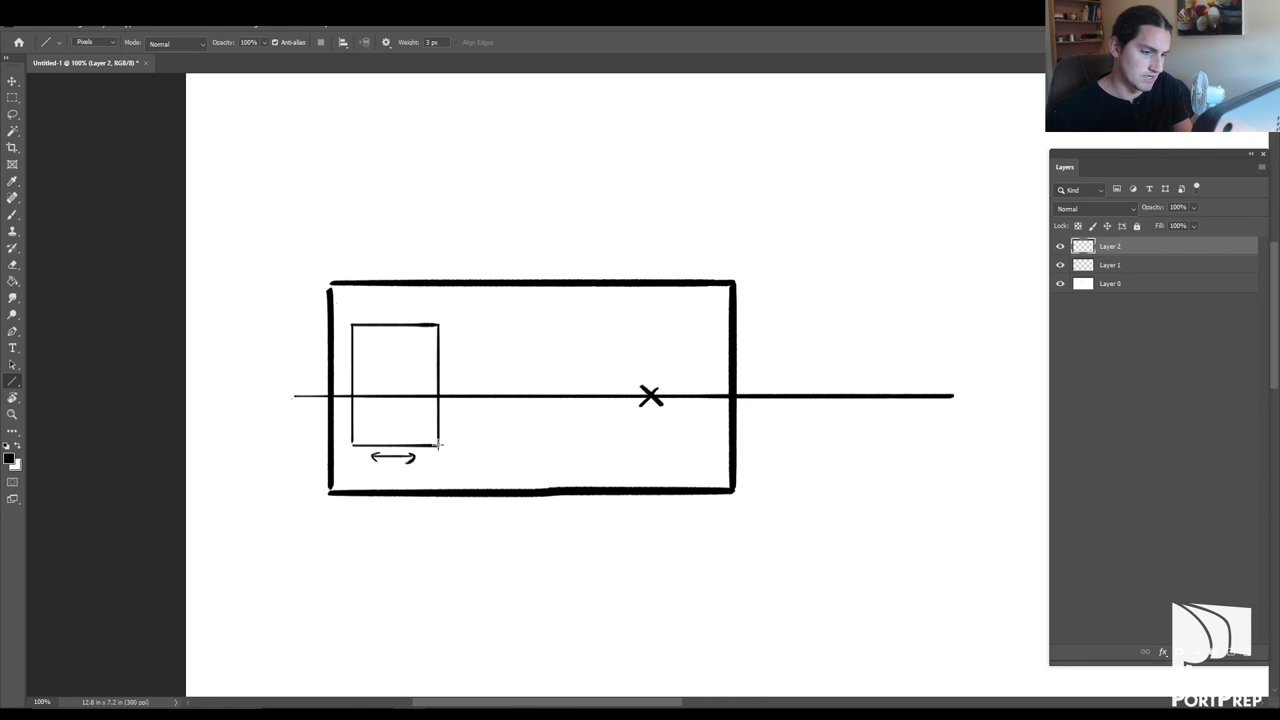 Pixels Mode: Normal Opacity: 100% Anti-alias Weight: 3 px Align Edges
Untitled-1 @ 100% (Layer 2, RGB/8) *
Layers
Kind
Normal Opacity: 100%
Lock: Fill: 100%
Layer 2
Layer 1
Layer 0
fx
PORTPREP
100% 12.8 in x 7.2 in (300 ppi)